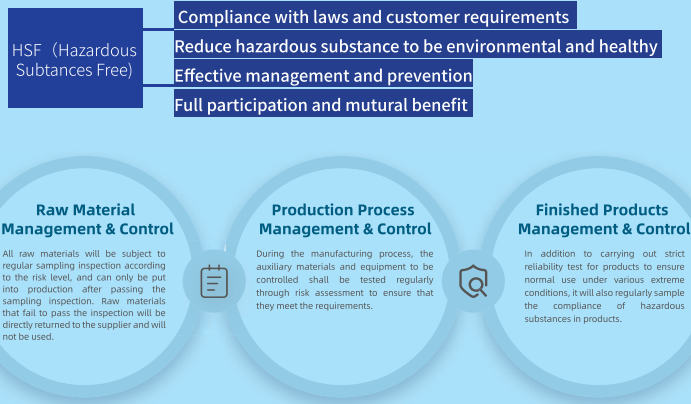 HSF（Hazardous
Subtances Free)
Compliance with laws and customer requirements
Reduce hazardous substance to be environmental and healthy
Effective management and prevention
Full participation and mutural benefit
Raw Material
Management & Control
All raw materials will be subject to
regular sampling inspection according
to the risk level, and can only be put
into production after passing the
sampling inspection. Raw materials
that fail to pass the inspection will be
directly returned to the supplier and will
not be used.
Production Process
Management & Control
During the manufacturing process, the
auxiliary materials and equipment to be
controlled shall be tested regularly
through risk assessment to ensure that
they meet the requirements.
Finished Products
Management & Control
In addition to carrying out strict
reliability test for products to ensure
normal use under various extreme
conditions, it will also regularly sample
the compliance of hazardous
substances in products.